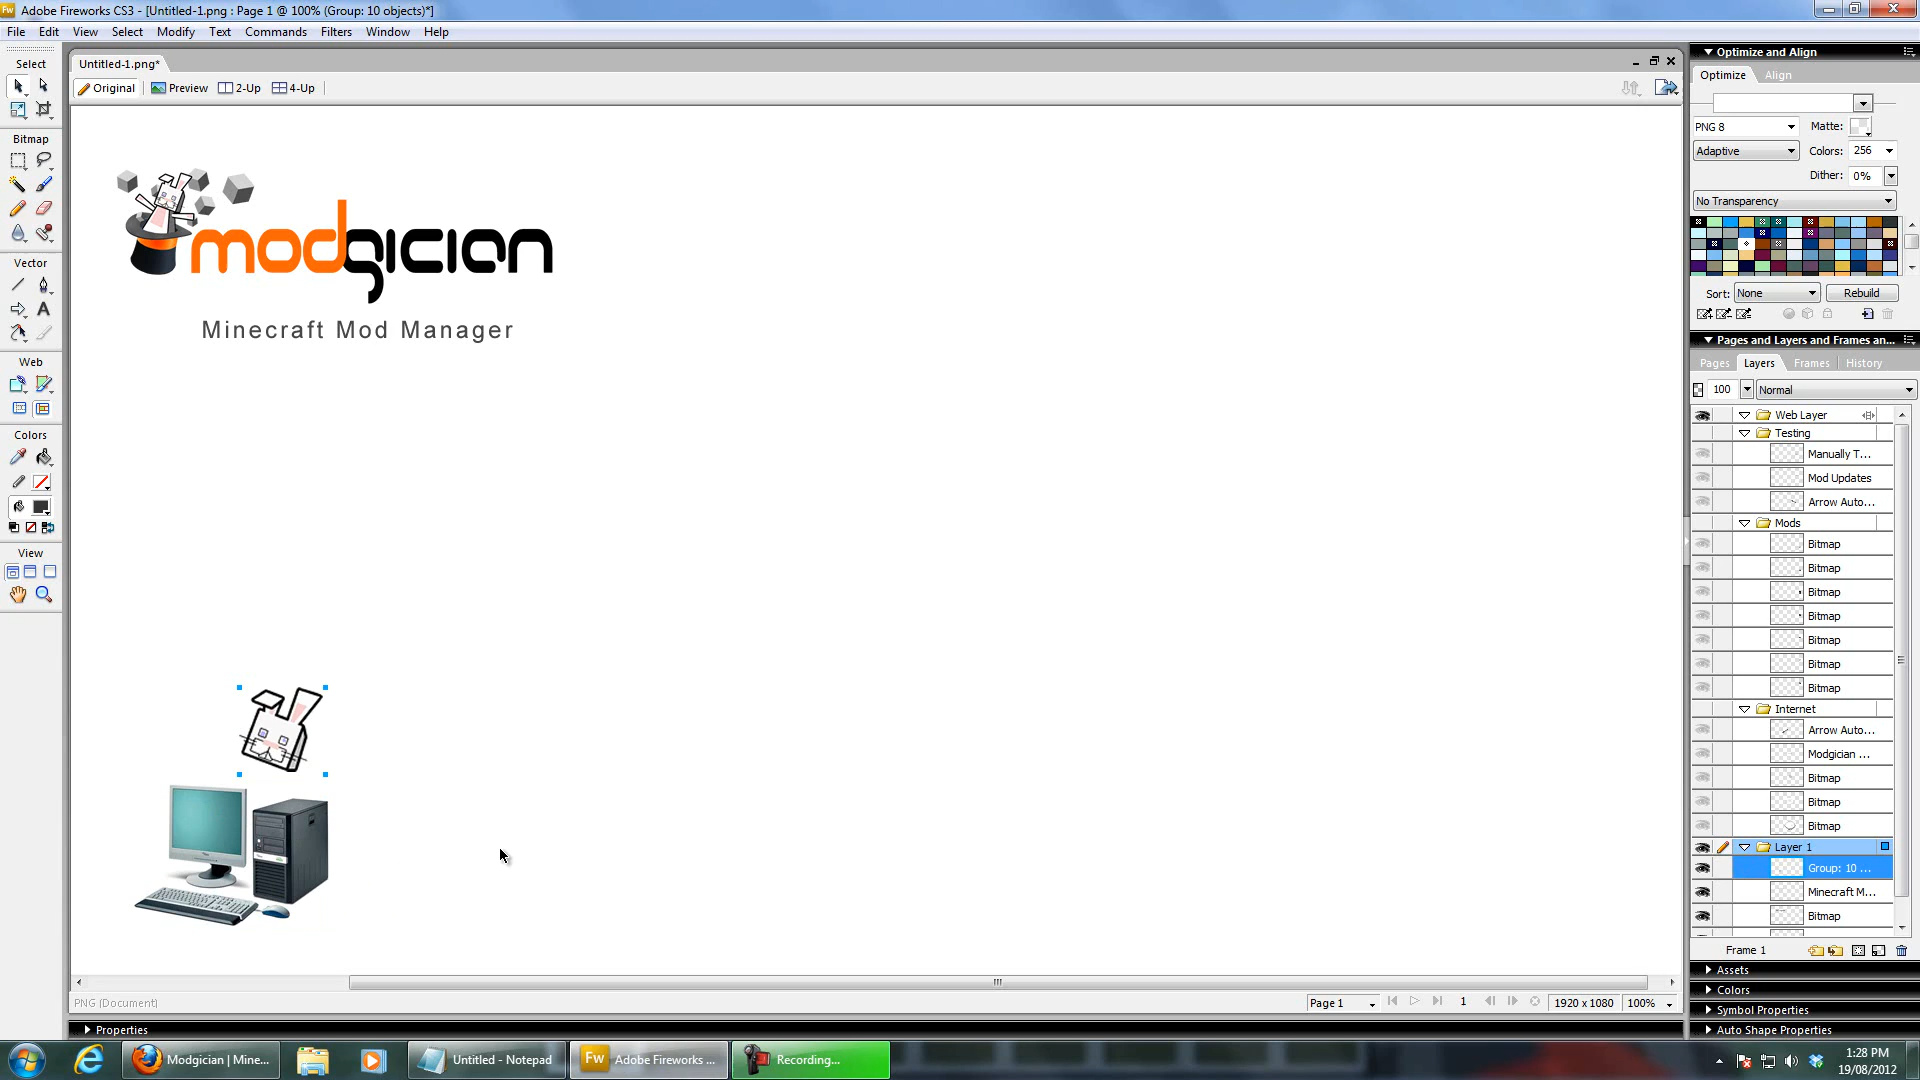 Adobe Fireworks CS3 - [Untitled-1.png : Page 1 @ 100% (Group: 10 objects)*]
File Edit View Select Modify Text Commands Filters Window Help
Select
Bitmap
Vector
Web
Colors
View
Untitled-1.png*
Original Preview 2-Up 4-Up
modgician
Minecraft Mod Manager
PNG (Document)
Page 1 1 1920 x 1080 100%
Properties
Optimize and Align
Optimize Align
PNG 8 Matte:
Adaptive Colors: 256
Dither: 0%
No Transparency
Sort: None Rebuild
Pages and Layers and Frames an...
Pages Layers Frames History
100 Normal
Web Layer
Testing
Manually T...
Mod Updates
Arrow Auto...
Mods
Bitmap
Bitmap
Bitmap
Bitmap
Bitmap
Bitmap
Bitmap
Internet
Arrow Auto...
Modgician ...
Bitmap
Bitmap
Bitmap
Layer 1
Group: 10 ...
Minecraft M...
Bitmap
Frame 1
Assets
Colors
Symbol Properties
Auto Shape Properties
Modgician | Mine...
Untitled - Notepad
Fw Adobe Fireworks ...
Recording...
1:28 PM
19/08/2012